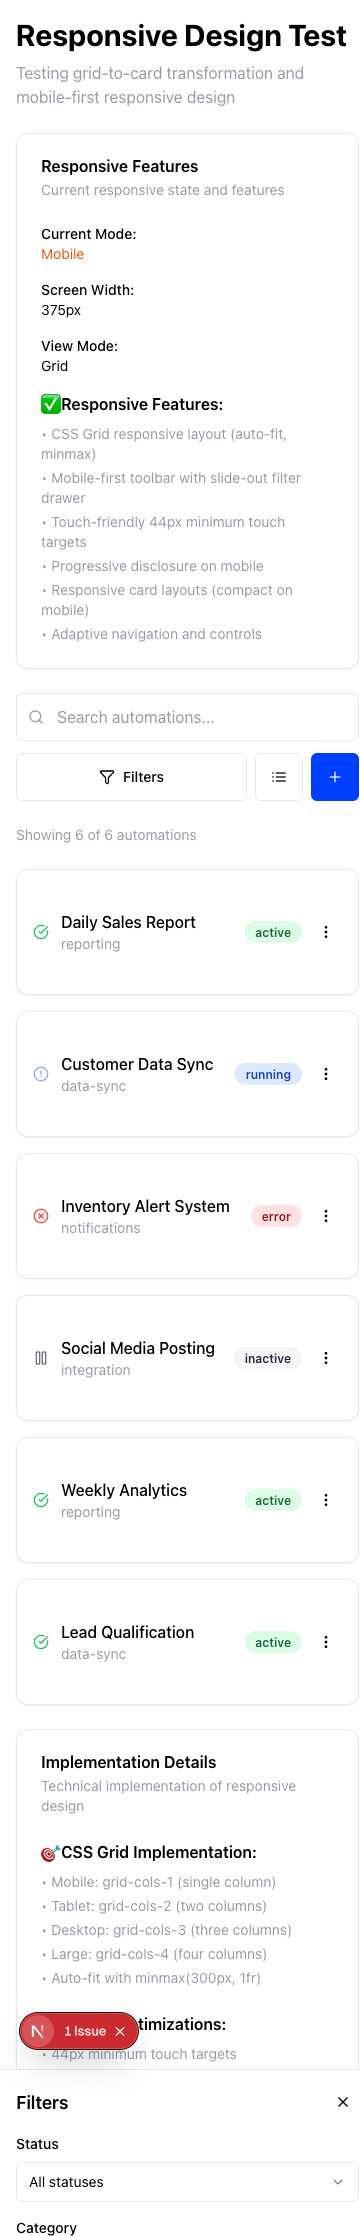 Responsive Design Test
Testing grid-to-card transformation and
mobile-first responsive design
Responsive Features
Current responsive state and features
Current Mode:
Mobile
Screen Width:
375px
View Mode:
Grid
✅Responsive Features:
• CSS Grid responsive layout (auto-fit,
minmax)
• Mobile-first toolbar with slide-out filter
drawer
• Touch-friendly 44px minimum touch
targets
• Progressive disclosure on mobile
• Responsive card layouts (compact on
mobile)
• Adaptive navigation and controls
Search automations...
Filters
Showing 6 of 6 automations
Daily Sales Report
reporting
active
Customer Data Sync
data-sync
running
Inventory Alert System
notifications
error
Social Media Posting
integration
inactive
Weekly Analytics
reporting
active
Lead Qualification
data-sync
active
Implementation Details
Technical implementation of responsive
design
🎯CSS Grid Implementation:
• Mobile: grid-cols-1 (single column)
• Tablet: grid-cols-2 (two columns)
• Desktop: grid-cols-3 (three columns)
• Large: grid-cols-4 (four columns)
• Auto-fit with minmax(300px, 1fr)
N 1 Issue
timizations:
• 44px minimum touch targets
Filters
Status
All statuses
Category